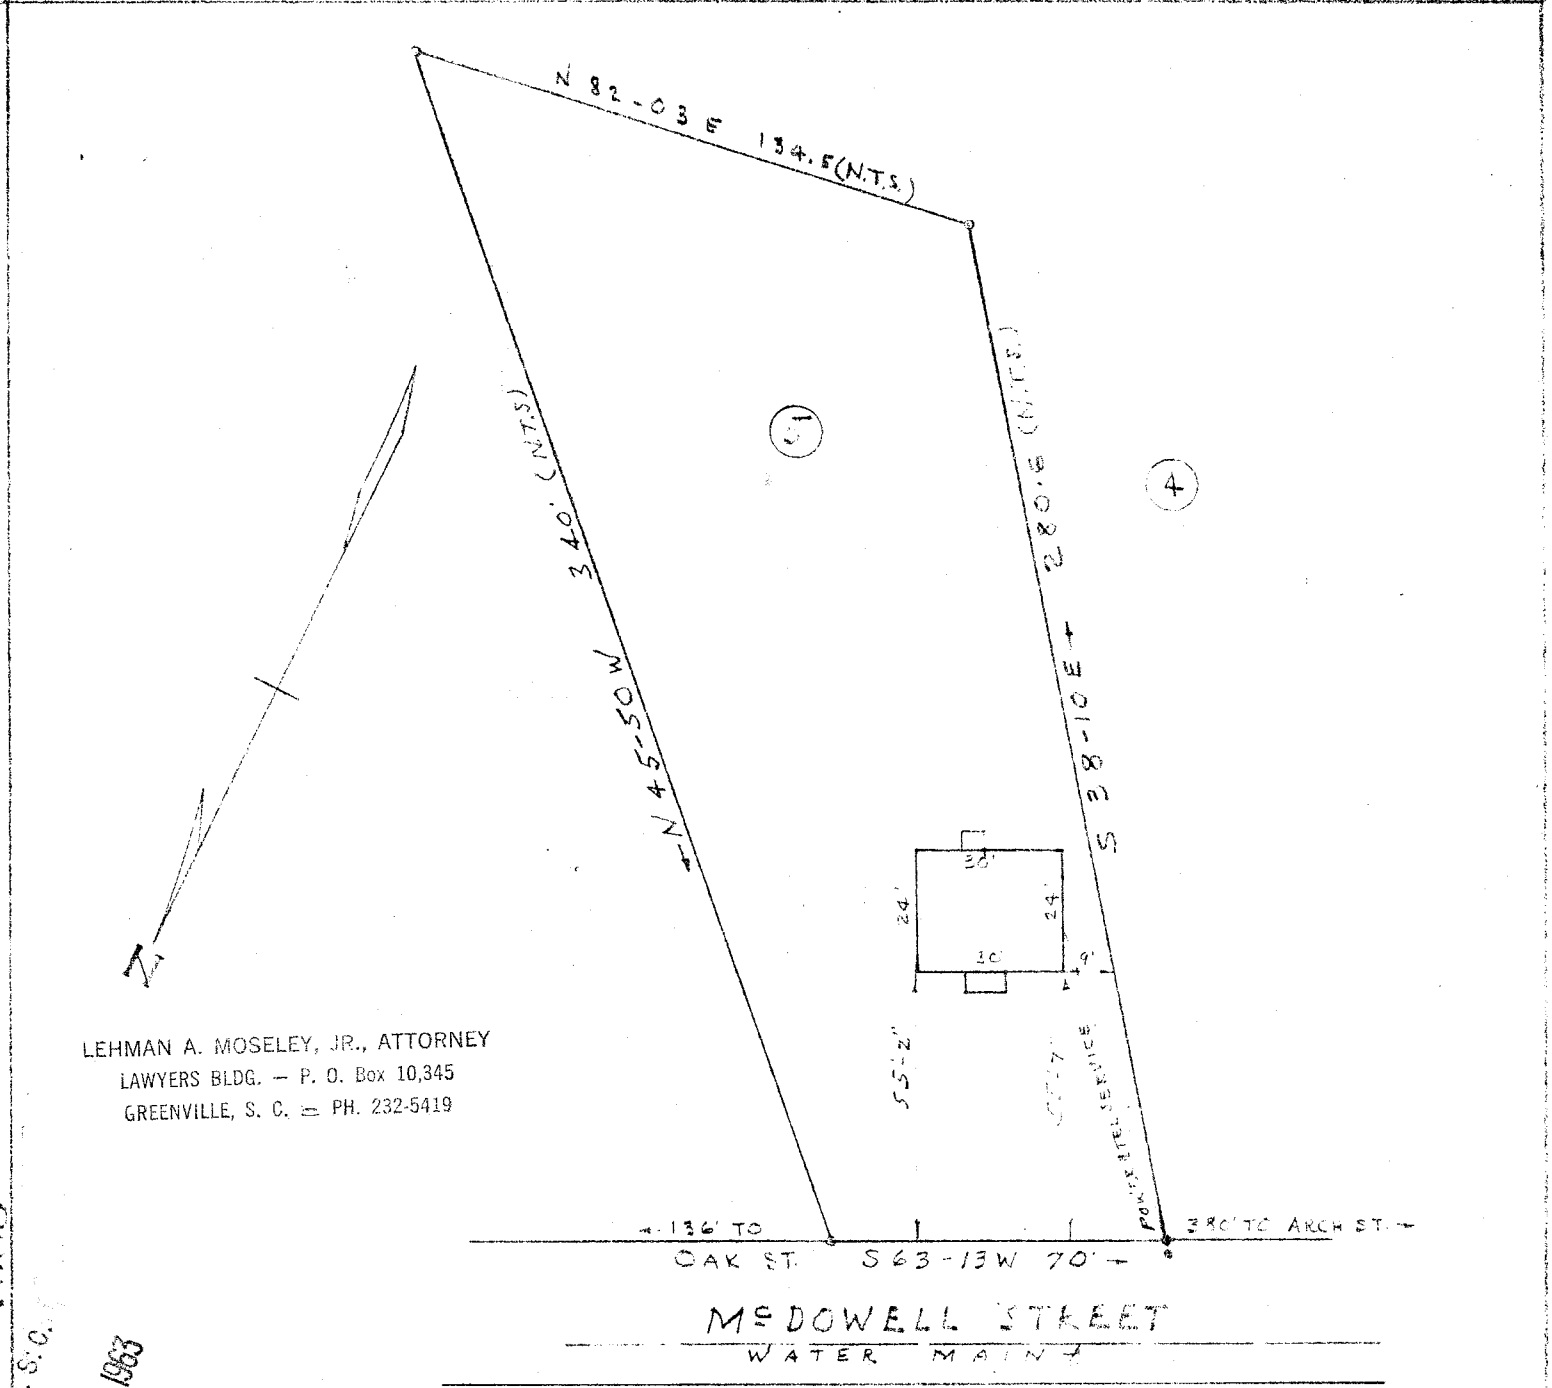 N 82-03 E 134.5 (N.T.S.)
340' (N.T.S)
N 45-50 W
5
280.8 (N.T.S.)
S 38-10 E
4
N
30'
24'
24'
30
9'
55'-2"
POWER & TEL. SERVICE
LEHMAN A. MOSELEY, JR., ATTORNEY
LAWYERS BLDG. — P. O. Box 10,345
GREENVILLE, S. C. = PH. 232-5419
136' TO
OAK ST.
S 63-13 W 70'
380' TO ARCH ST.
McDOWELL STREET
WATER MAIN
S.C.
1963